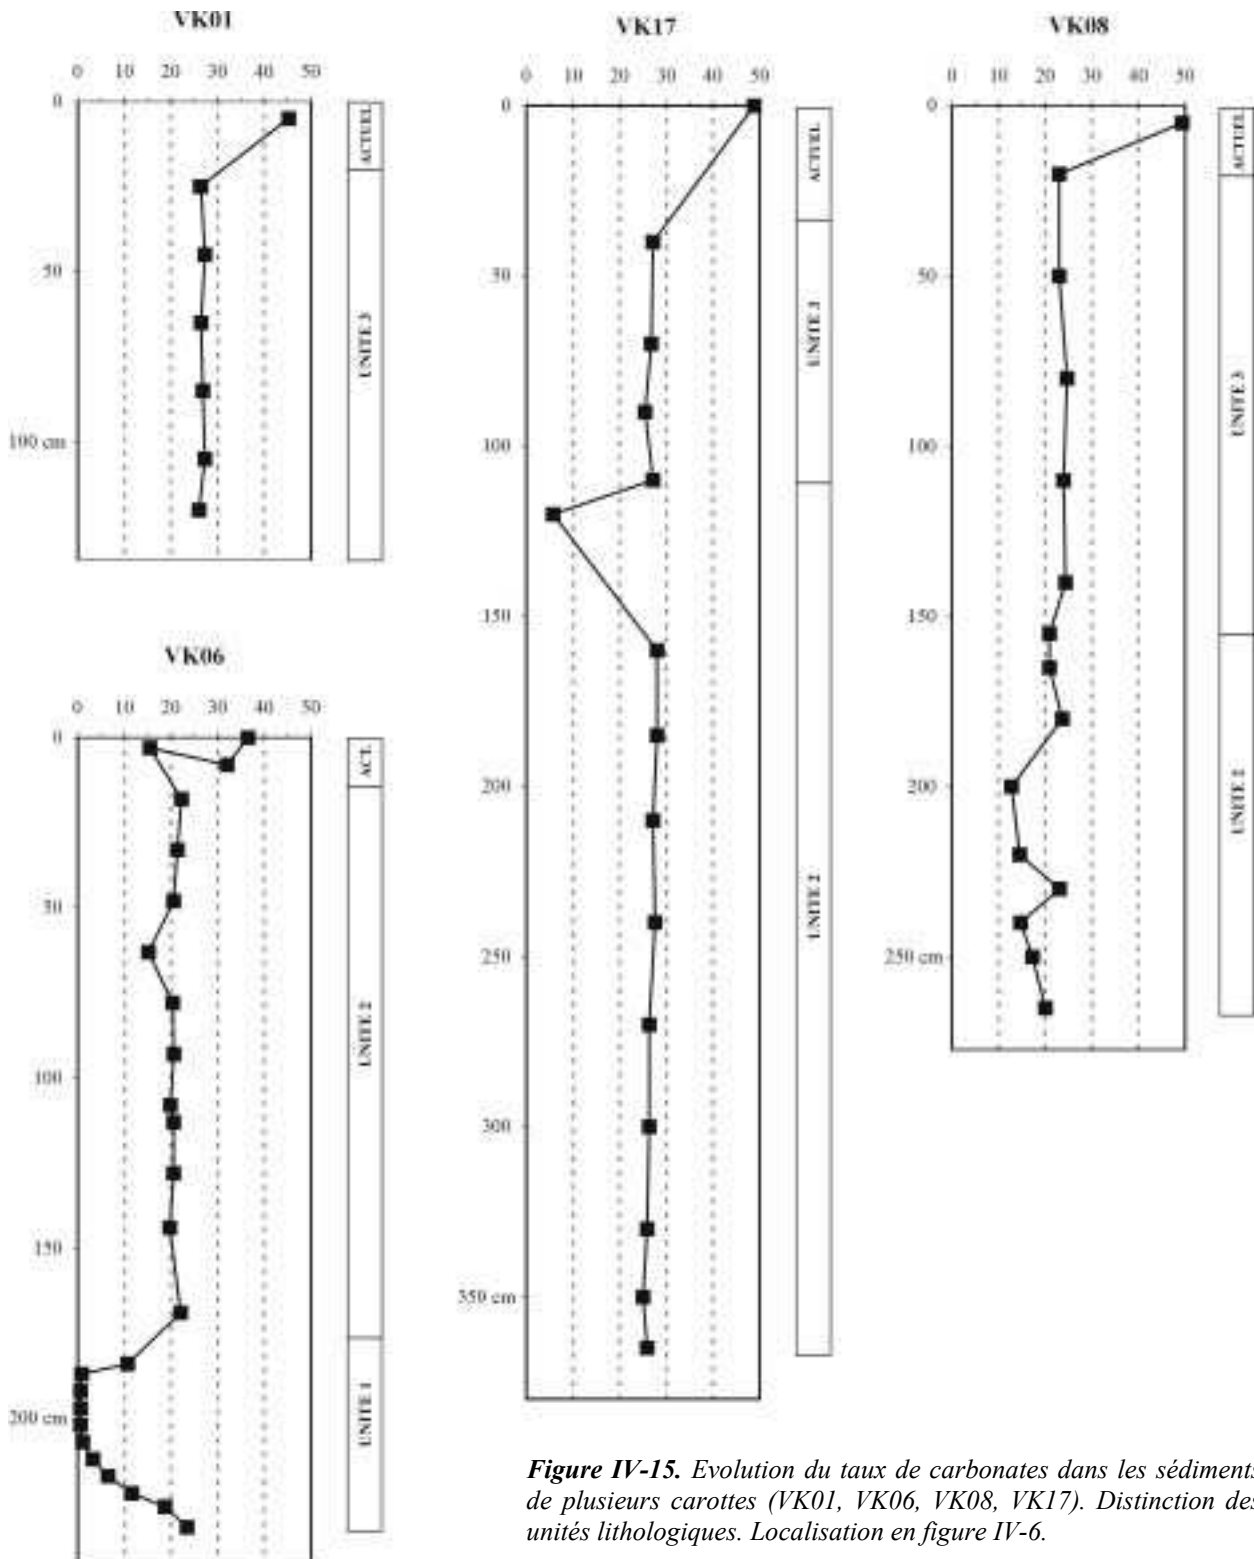 VK01
0 10 20 30 40 50
0
50
100 cm
ACTUEL
UNITE 3
VK06
0 10 20 30 40 50
0
50
100
150
200 cm
ACT.
UNITE 2
UNITE 1
VK17
0 10 20 30 40 50
0
50
100
150
200
250
300
350 cm
ACTUEL
UNITE 3
UNITE 2
VK08
0 10 20 30 40 50
0
50
100
150
200
250 cm
ACTUEL
UNITE 3
UNITE 2
Figure IV-15. Evolution du taux de carbonates dans les sédiments
de plusieurs carottes (VK01, VK06, VK08, VK17). Distinction des
unités lithologiques. Localisation en figure IV-6.